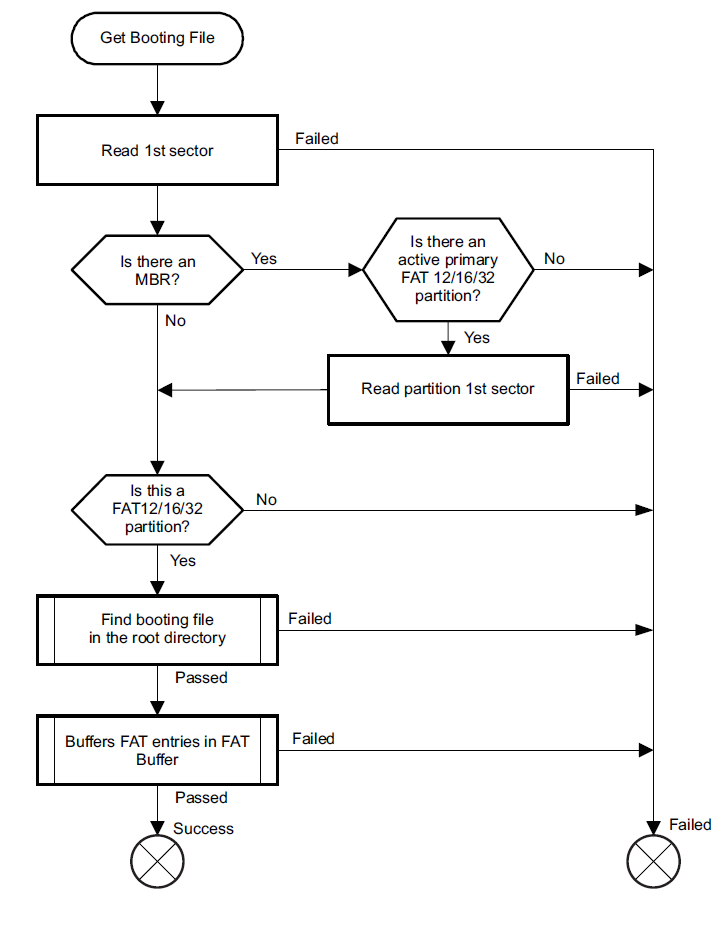 Get Booting File
Read 1st sector
Failed
Is there an
MBR?
Yes
Is there an
active primary
FAT 12/16/32
partition?
No
No
Yes
Read partition 1st sector
Failed
Is this a
FAT12/16/32
partition?
No
Yes
Find booting file
in the root directory
Failed
Passed
Buffers FAT entries in FAT
Buffer
Failed
Passed
Success
Failed